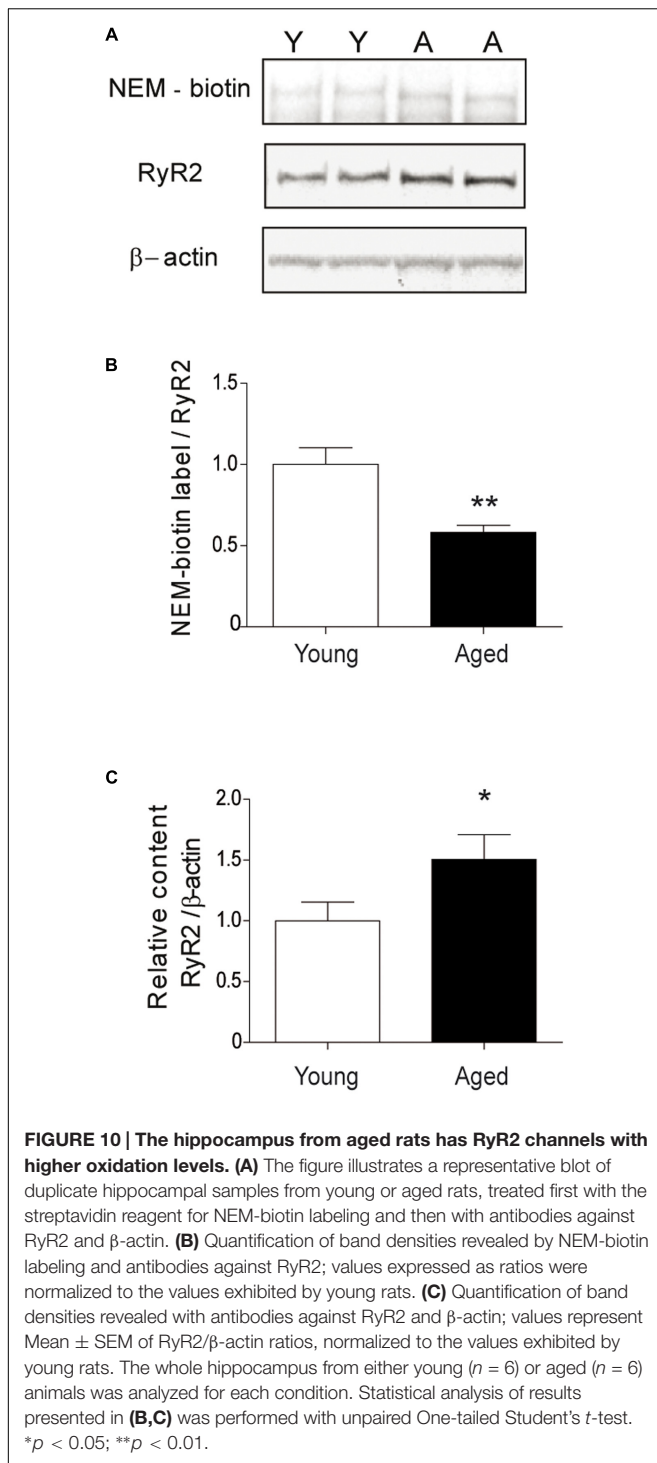 A
Y Y A A
NEM - biotin
RyR2
β– actin
B
NEM-biotin label / RyR2
1.5
1.0
0.5
0
**
Young Aged
C
Relative content
RyR2 /β-actin
2.0
1.5
1.0
0.5
0
*
Young Aged
FIGURE 10 | The hippocampus from aged rats has RyR2 channels with
higher oxidation levels. (A) The figure illustrates a representative blot of
duplicate hippocampal samples from young or aged rats, treated first with the
streptavidin reagent for NEM-biotin labeling and then with antibodies against
RyR2 and β-actin. (B) Quantification of band densities revealed by NEM-biotin
labeling and antibodies against RyR2; values expressed as ratios were
normalized to the values exhibited by young rats. (C) Quantification of band
densities revealed with antibodies against RyR2 and β-actin; values represent
Mean ± SEM of RyR2/β-actin ratios, normalized to the values exhibited by
young rats. The whole hippocampus from either young (n = 6) or aged (n = 6)
animals was analyzed for each condition. Statistical analysis of results
presented in (B,C) was performed with unpaired One-tailed Student's t-test.
*p < 0.05; **p < 0.01.